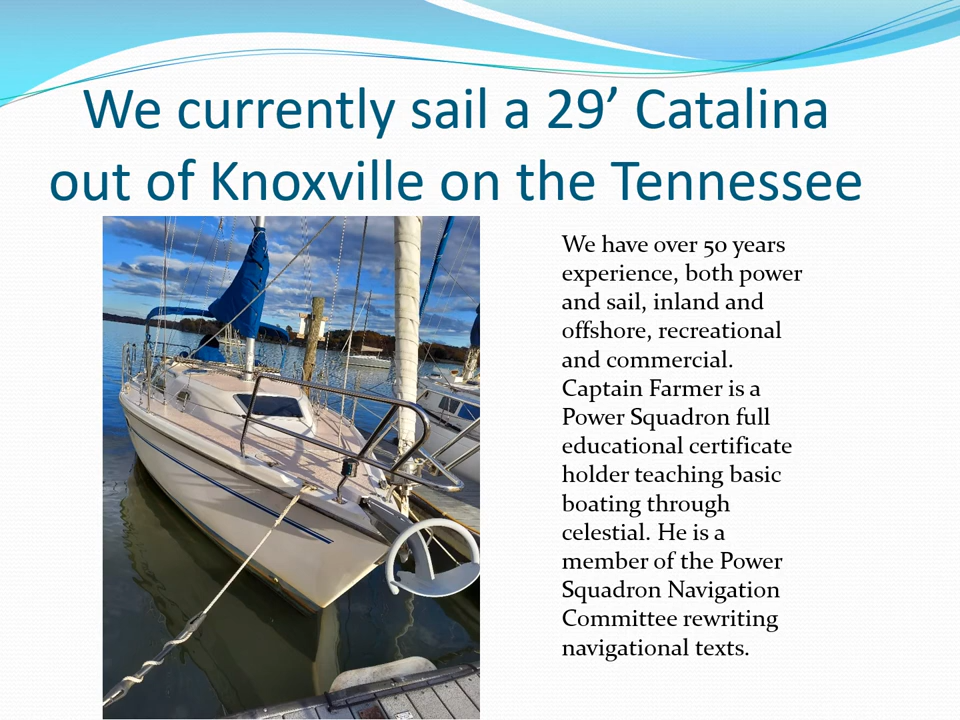 We currently sail a 29’ Catalina
out of Knoxville on the Tennessee
We have over 50 years
experience, both power
and sail, inland and
offshore, recreational
and commercial.
Captain Farmer is a
Power Squadron full
educational certificate
holder teaching basic
boating through
celestial. He is a
member of the Power
Squadron Navigation
Committee rewriting
navigational texts.